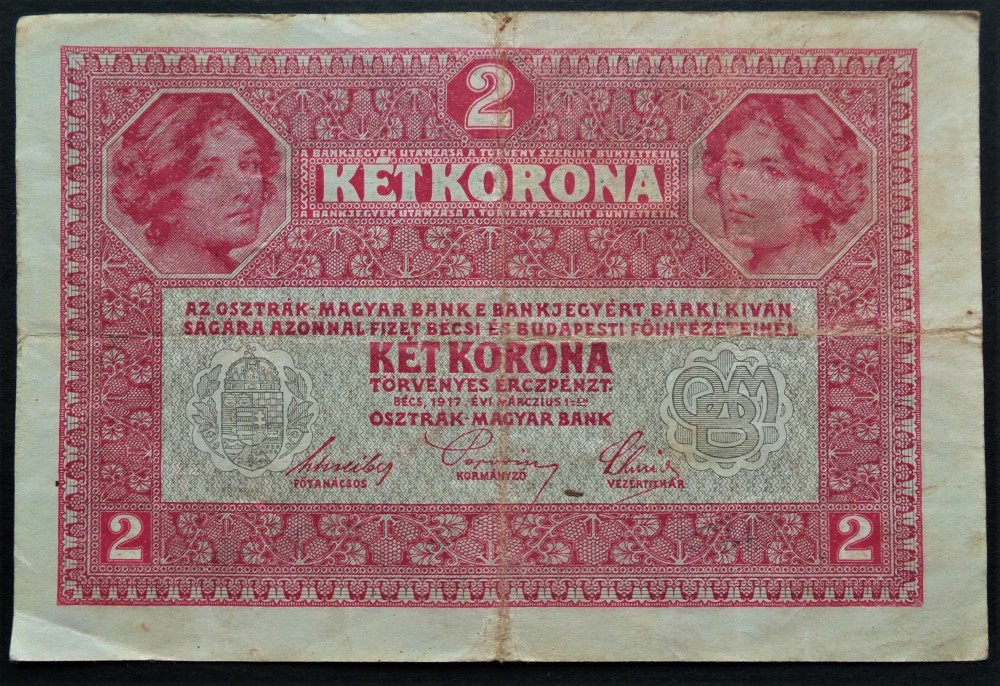 2
A BANKJEGYEK UTÁNZÁSA A TÖRVÉNY SZERINT BÜNTETTETIK
KÉT KORONA
A BANKJEGYEK UTÁNZÁSA A TÖRVÉNY SZERINT BÜNTETTETIK
AZ OSZTRÁK-MAGYAR BANK E BANKJEGYÉRT BÁRKI KIVÁN
SÁGÁRA AZONNAL FIZET BÉCSI ÉS BUDAPESTI FŐINTÉZETEINÉL
KÉT KORONA
TÖRVÉNYES ÉRCZPÉNZT.
BÉCS, 1917. ÉVI MÁRCZIUS 1-ÉN
OSZTRÁK-MAGYAR BANK
FŐTANÁCSOS
KORMÁNYZÓ
VEZÉRTITKÁR
2
2